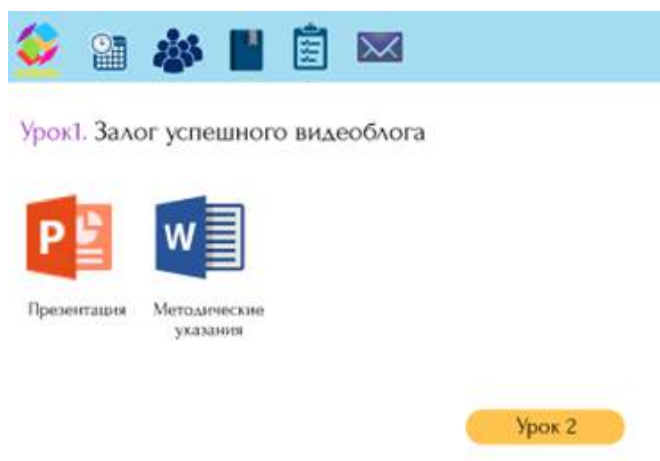 Урок1. Залог успешного видеоблога
P
W
Презентация
Методические
указания
Урок 2